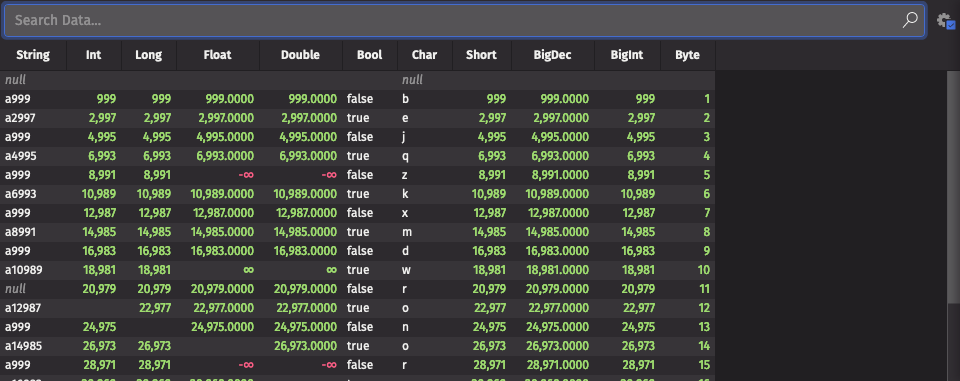 Search Data...
String Int Long Float Double Bool Char Short BigDec BigInt Byte
null null
a999 999 999 999.0000 999.0000 false b 999 999.0000 999 1
a2997 2,997 2,997 2,997.0000 2,997.0000 true e 2,997 2,997.0000 2,997 2
a999 4,995 4,995 4,995.0000 4,995.0000 false j 4,995 4,995.0000 4,995 3
a4995 6,993 6,993 6,993.0000 6,993.0000 true q 6,993 6,993.0000 6,993 4
a999 8,991 8,991 -∞ -∞ false z 8,991 8,991.0000 8,991 5
a6993 10,989 10,989 10,989.0000 10,989.0000 true k 10,989 10,989.0000 10,989 6
a999 12,987 12,987 12,987.0000 12,987.0000 false x 12,987 12,987.0000 12,987 7
a8991 14,985 14,985 14,985.0000 14,985.0000 true m 14,985 14,985.0000 14,985 8
a999 16,983 16,983 16,983.0000 16,983.0000 false d 16,983 16,983.0000 16,983 9
a10989 18,981 18,981 ∞ ∞ true w 18,981 18,981.0000 18,981 10
null 20,979 20,979 20,979.0000 20,979.0000 false r 20,979 20,979.0000 20,979 11
a12987 22,977 22,977.0000 22,977.0000 true o 22,977 22,977.0000 22,977 12
a999 24,975 24,975.0000 24,975.0000 false n 24,975 24,975.0000 24,975 13
a14985 26,973 26,973 26,973.0000 true o 26,973 26,973.0000 26,973 14
a999 28,971 28,971 -∞ -∞ false r 28,971 28,971.0000 28,971 15